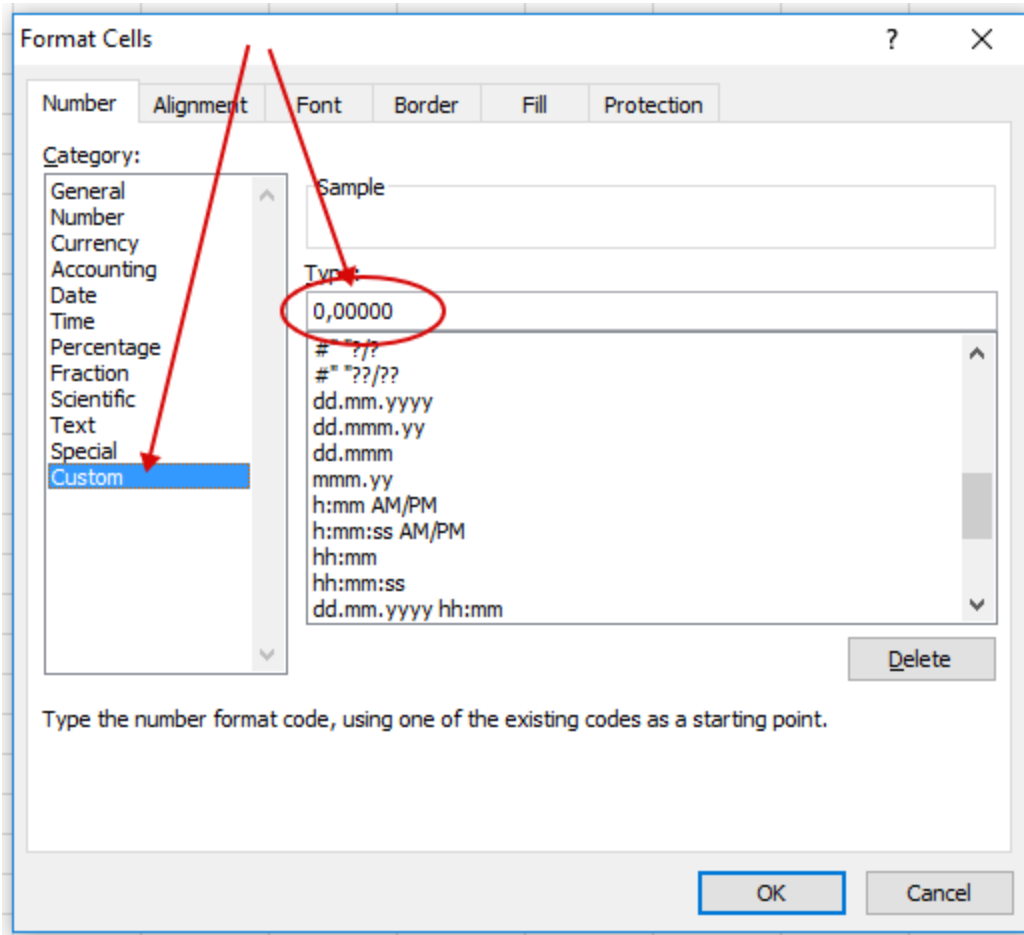 Format Cells ?
Number Alignment Font Border Fill Protection
Category:
General
Number
Currency
Accounting
Date
Time
Percentage
Fraction
Scientific
Text
Special
Custom
Sample
Type:
0,00000
#" "?/?
#" "??/??
dd.mm.yyyy
dd.mmm.yy
dd.mmm
mmm.yy
h:mm AM/PM
h:mm:ss AM/PM
hh:mm
hh:mm:ss
dd.mm.yyyy hh:mm
Delete
Type the number format code, using one of the existing codes as a starting point.
OK Cancel